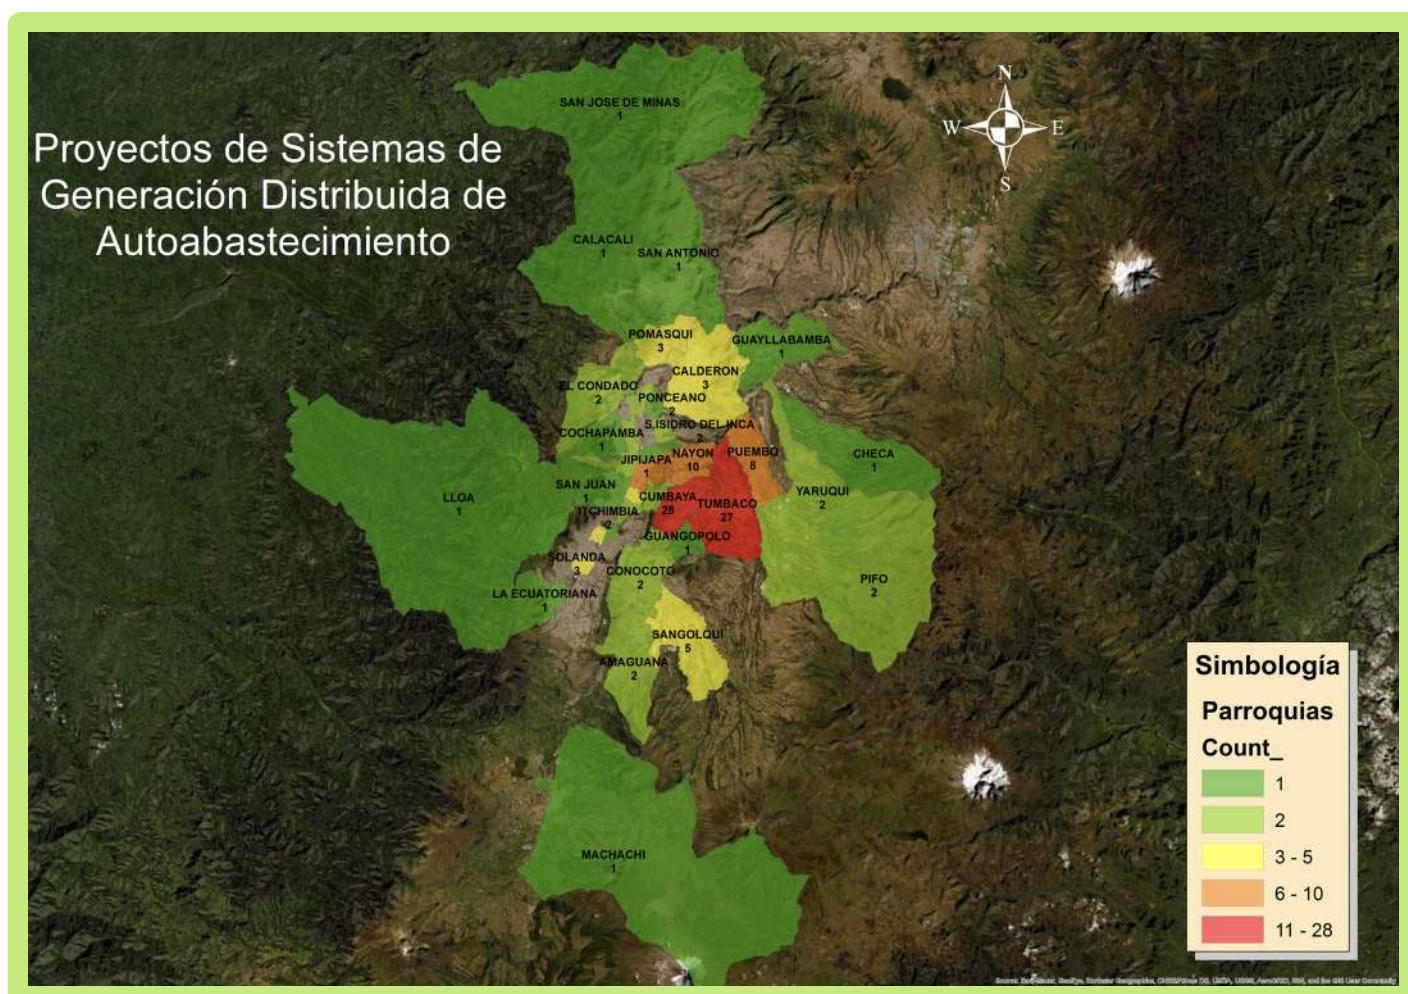 Proyectos de Sistemas de
Generación Distribuida de
Autoabastecimiento
N
W
E
S
SAN JOSE DE MINAS
1
CALACALI
1
SAN ANTONIO
1
POMASQUI
3
GUAYLLABAMBA
1
CALDERON
3
EL CONDADO
2
PONCEANO
2
S.ISIDRO DEL INCA
2
COCHAPAMBA
1
JIPIJAPA
1
NAYON
10
PUEMBO
8
CHECA
1
SAN JUAN
1
YARUQUI
2
LLOA
1
CUMBAYA
28
TUMBACO
27
ITCHIMBIA
2
GUANGOPOLO
1
SOLANDA
3
CONOCOTO
2
PIFO
2
LA ECUATORIANA
1
SANGOLQUI
5
AMAGUANA
2
MACHACHI
1
Simbología
Parroquias
Count_
1
2
3 - 5
6 - 10
11 - 28